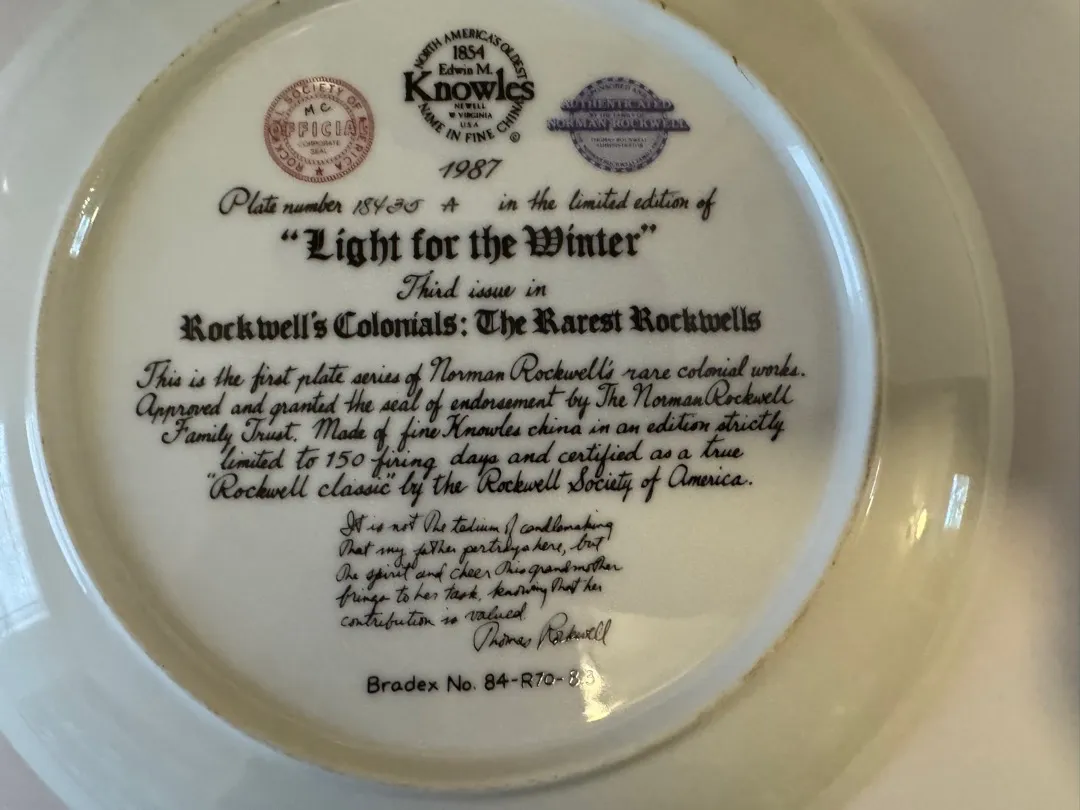 NORTH AMERICA'S OLDEST
1854
Edwin M.
Knowles
NEWELL
W VIRGINIA
U.S.A.
NAME IN FINE CHINA
©
ROCKWELL SOCIETY OF AMERICA
M C
OFFICIAL
CORPORATE
SEAL
AUTHENTICATED
NORMAN ROCKWELL
1987
Plate number 18435 A in the limited edition of
"Light for the Winter"
Third issue in
Rockwell's Colonials: The Rarest Rockwells
This is the first plate series of Norman Rockwell's rare colonial works.
Approved and granted the seal of endorsement by The Norman Rockwell
Family Trust. Made of fine Knowles china in an edition strictly
limited to 150 firing days and certified as a true
"Rockwell classic" by the Rockwell Society of America.
It is not the tedium of candlemaking
that my father portrays here, but
the spirit and cheer this grandmother
brings to her task, knowing that her
contribution is valued.
Thomas Rockwell
Bradex No. 84-R70-